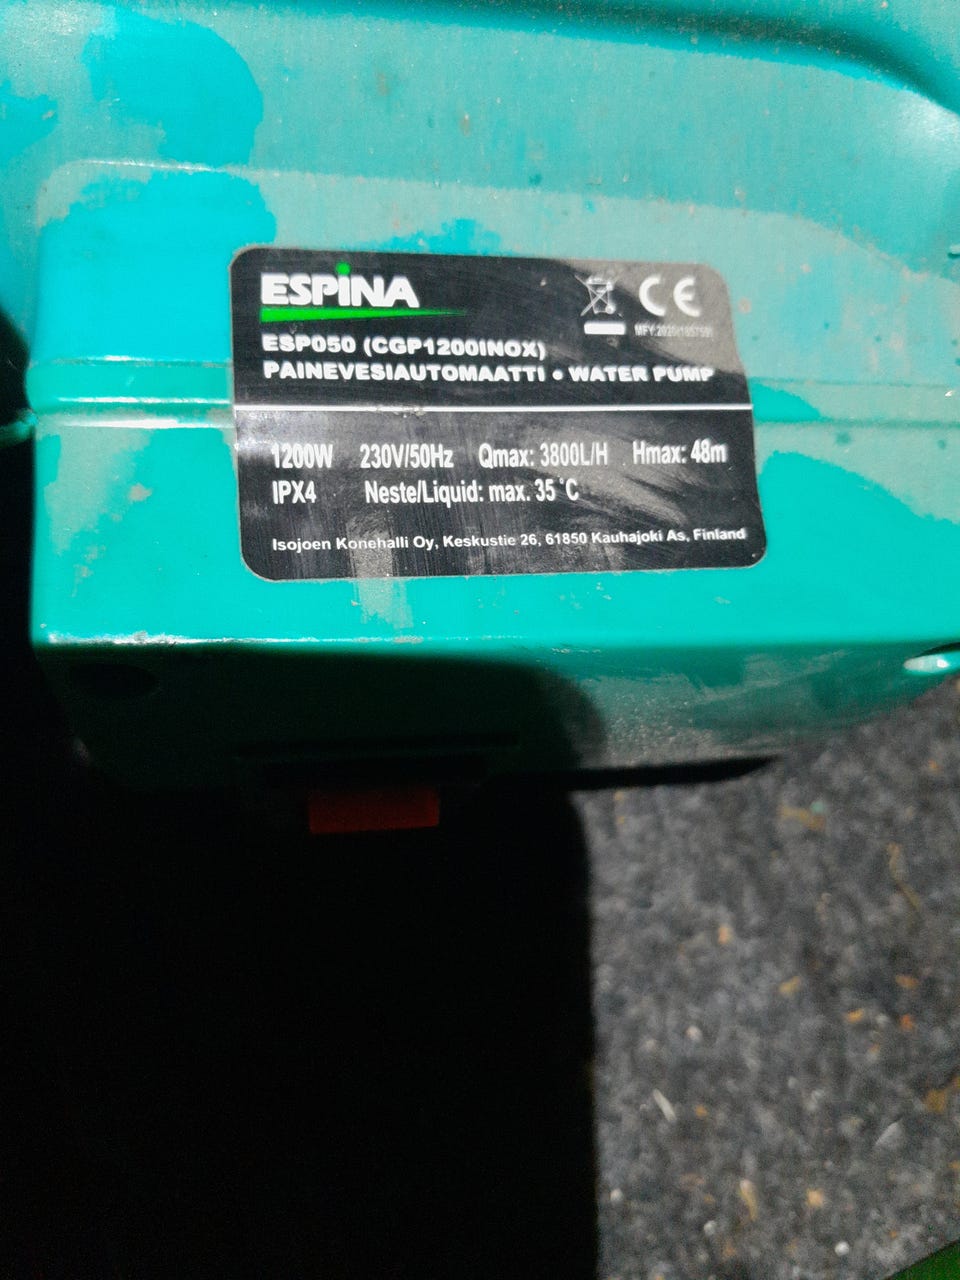 ESPINA
CE
ESP050 (CGP1200INOX)
PAINEVESIAUTOMAATTI • WATER PUMP
1200W 230V/50Hz Qmax: 3800L/H Hmax: 48m
IPX4 Neste/Liquid: max. 35°C
Isojoen Konehalli Oy, Keskustie 26, 61850 Kauhajoki As, Finland